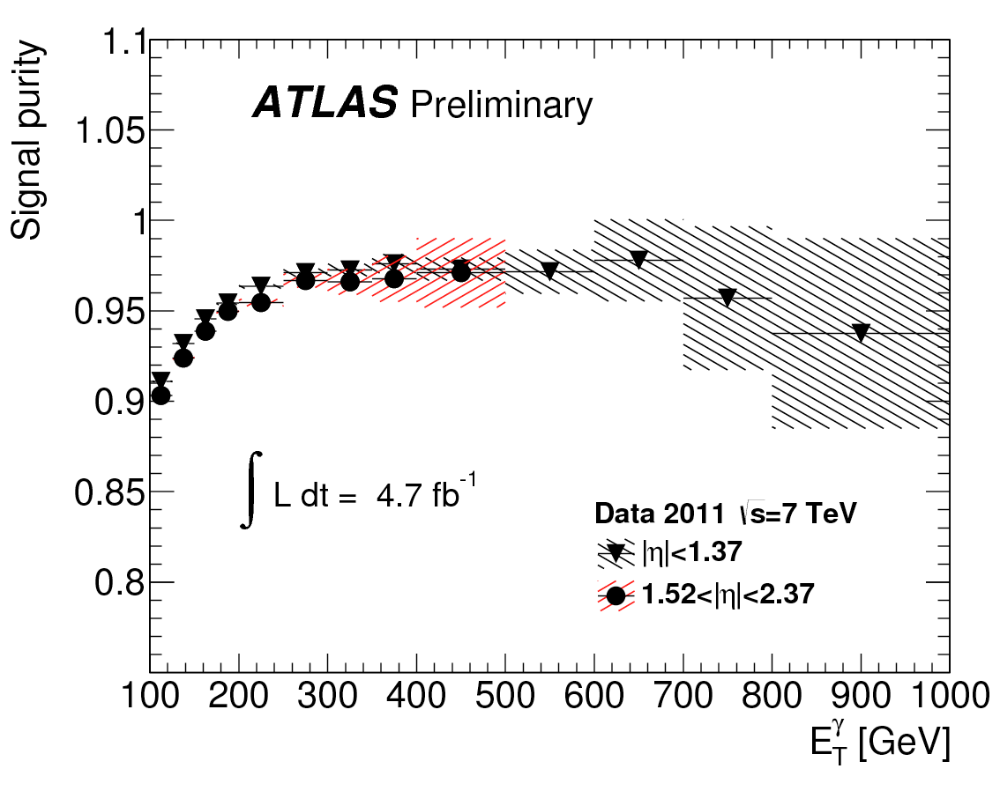 Signal purity
1.1
1.05
1
0.95
0.9
0.85
0.8
ATLAS Preliminary
∫ L dt = 4.7 fb⁻¹
Data 2011 √s=7 TeV
|η|<1.37
1.52<|η|<2.37
100 200 300 400 500 600 700 800 900 1000
E_T^γ [GeV]